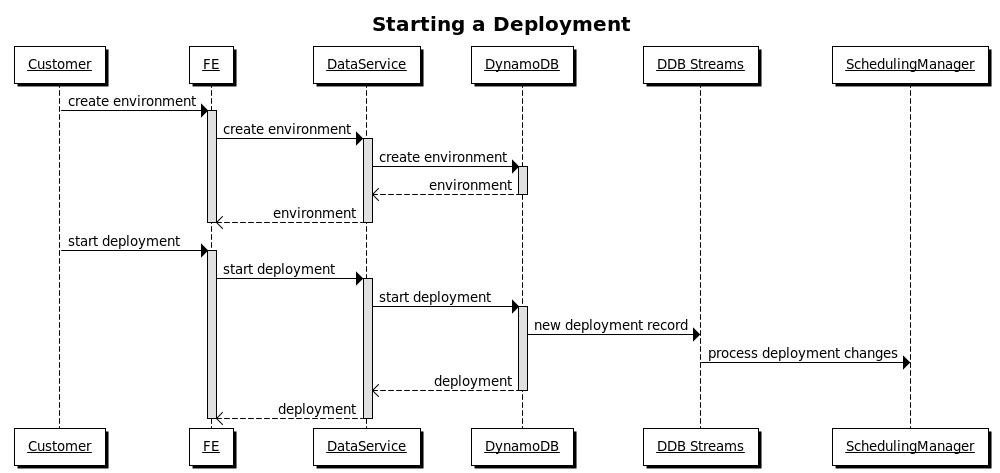 Starting a Deployment
Customer FE DataService DynamoDB DDB Streams SchedulingManager
create environment
create environment
create environment
environment
environment
start deployment
start deployment
start deployment
new deployment record
process deployment changes
deployment
deployment
Customer FE DataService DynamoDB DDB Streams SchedulingManager